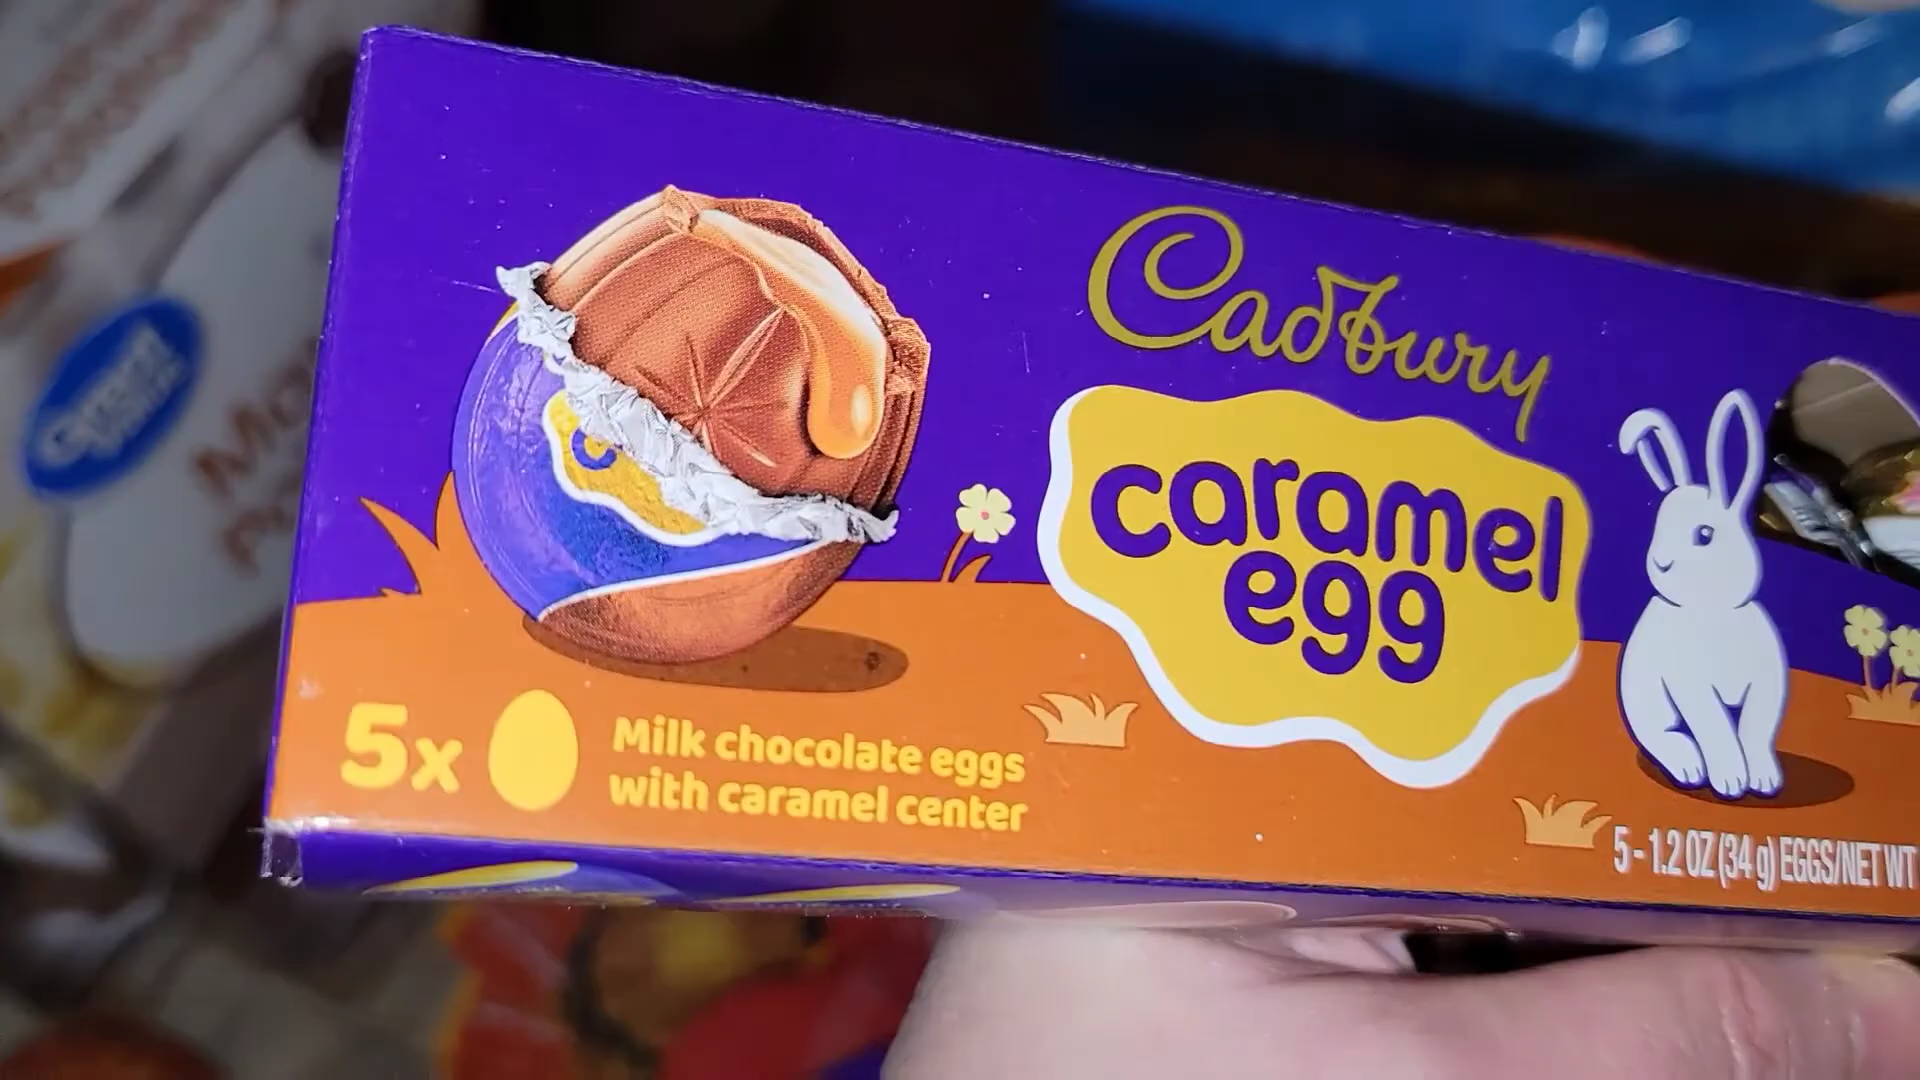 Cadbury
caramel
egg
5x
Milk chocolate eggs
with caramel center
5 - 1.2 OZ (34 g) EGGS/NET WT